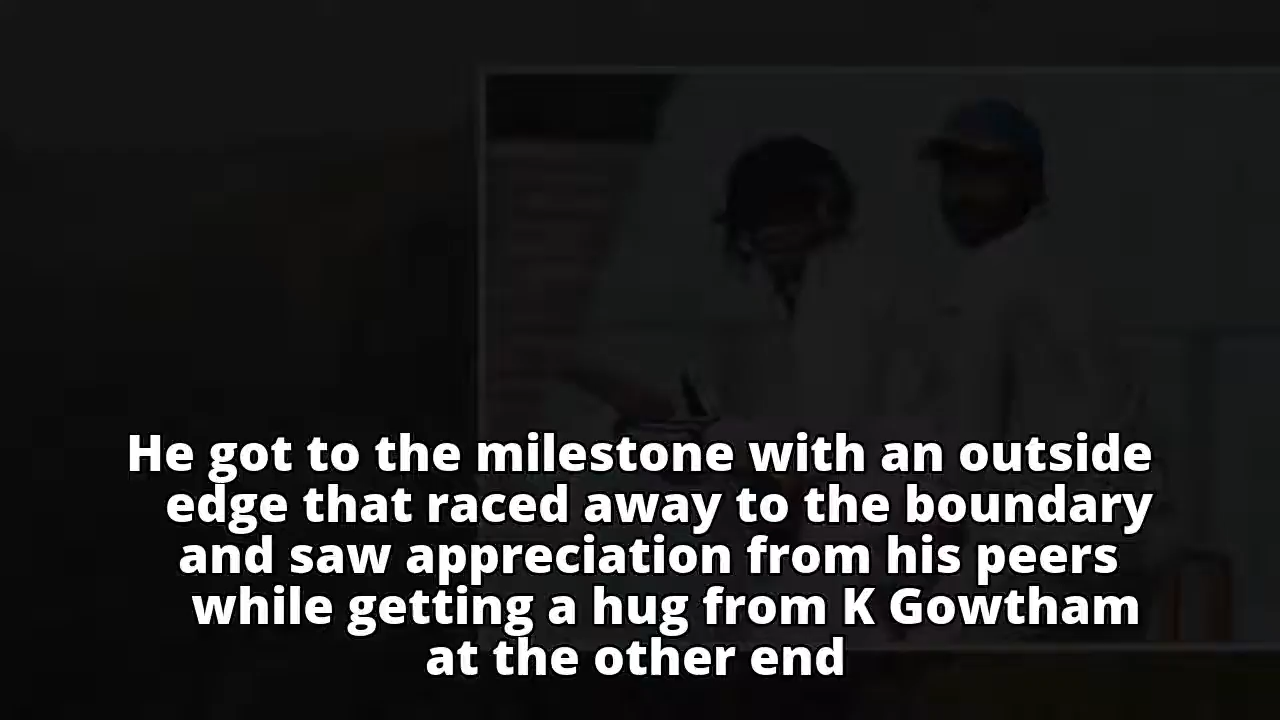 He got to the milestone with an outside
edge that raced away to the boundary
and saw appreciation from his peers
while getting a hug from K Gowtham
at the other end